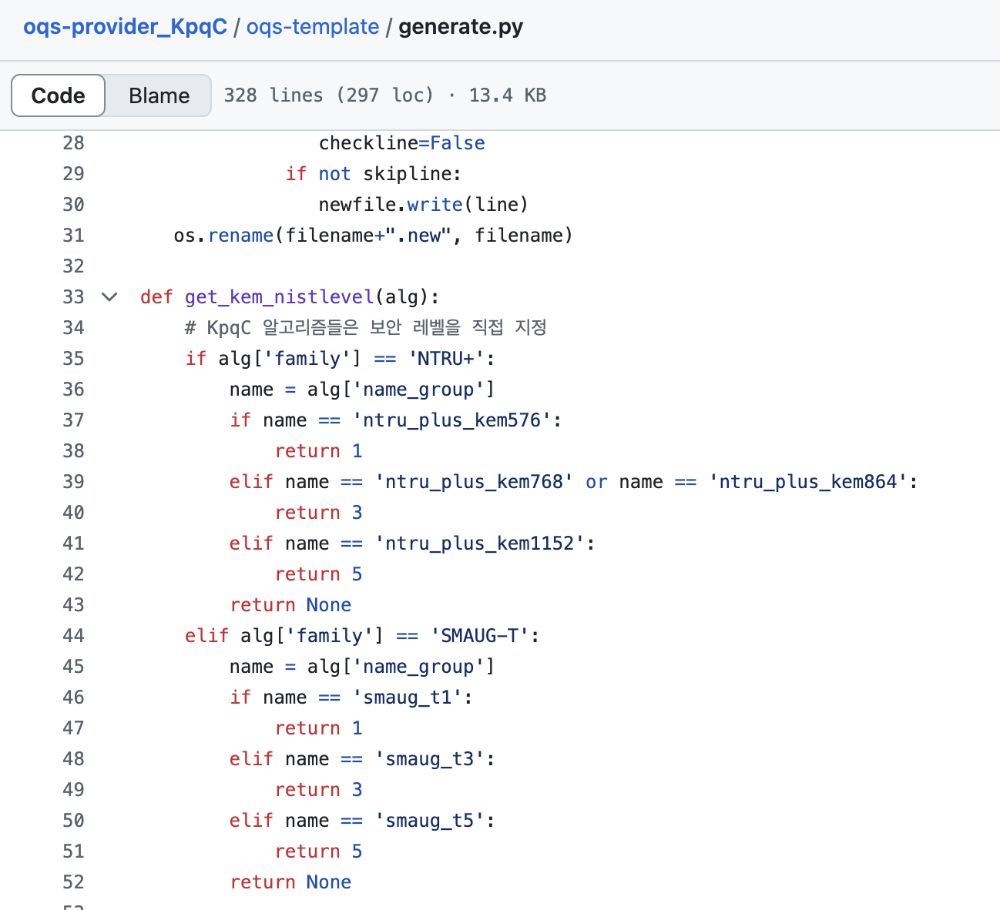 oqs-provider_KpqC / oqs-template / generate.py
Code Blame 328 lines (297 loc) · 13.4 KB
28 checkline=False
29 if not skipline:
30 newfile.write(line)
31 os.rename(filename+".new", filename)
32
33 def get_kem_nistlevel(alg):
34 # KpqC 알고리즘들은 보안 레벨을 직접 지정
35 if alg['family'] == 'NTRU+':
36 name = alg['name_group']
37 if name == 'ntru_plus_kem576':
38 return 1
39 elif name == 'ntru_plus_kem768' or name == 'ntru_plus_kem864':
40 return 3
41 elif name == 'ntru_plus_kem1152':
42 return 5
43 return None
44 elif alg['family'] == 'SMAUG-T':
45 name = alg['name_group']
46 if name == 'smaug_t1':
47 return 1
48 elif name == 'smaug_t3':
49 return 3
50 elif name == 'smaug_t5':
51 return 5
52 return None